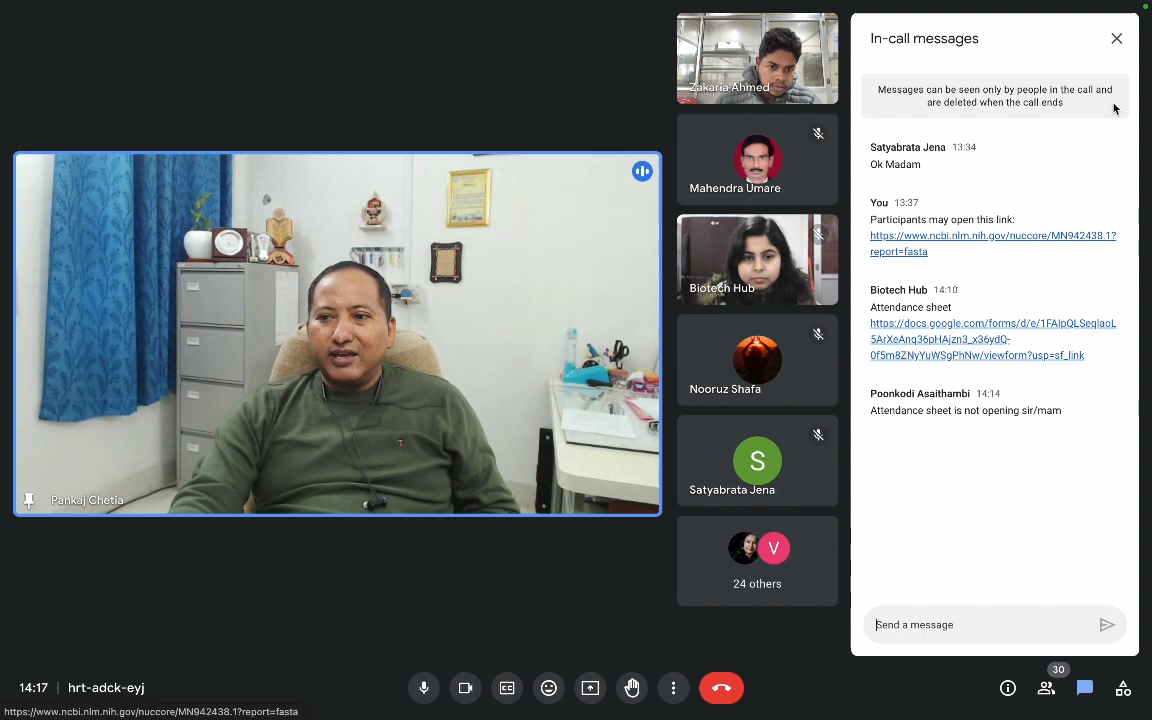 In-call messages
Messages can be seen only by people in the call and
are deleted when the call ends
Satyabrata Jena 13:34
Ok Madam
You 13:37
Participants may open this link:
https://www.ncbi.nlm.nih.gov/nuccore/MN942438.1?
report=fasta
Biotech Hub 14:10
Attendance sheet
https://docs.google.com/forms/d/e/1FAIpQLSeqlaoL
5ArXeAnq36pHAjzn3_x36ydQ-
0f5m8ZNyYuWSgPhNw/viewform?usp=sf_link
Poonkodi Asaithambi 14:14
Attendance sheet is not opening sir/mam
Send a message
Zakaria Ahmed
Mahendra Umare
Biotech Hub
Nooruz Shafa
S
Satyabrata Jena
V
24 others
Pankaj Chetia
14:17 | hrt-adck-eyj
CC
30
https://www.ncbi.nlm.nih.gov/nuccore/MN942438.1?report=fasta